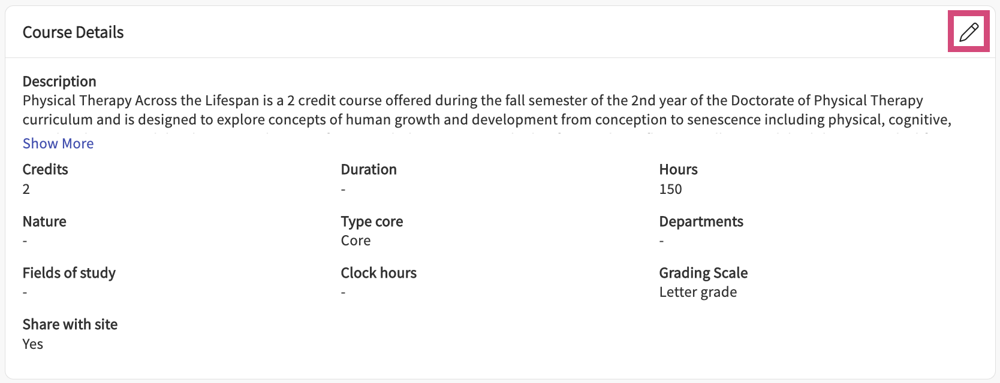 Course Details
Description
Physical Therapy Across the Lifespan is a 2 credit course offered during the fall semester of the 2nd year of the Doctorate of Physical Therapy
curriculum and is designed to explore concepts of human growth and development from conception to senescence including physical, cognitive,
Show More
Credits
2
Duration
-
Hours
150
Nature
-
Type core
Core
Departments
-
Fields of study
-
Clock hours
-
Grading Scale
Letter grade
Share with site
Yes